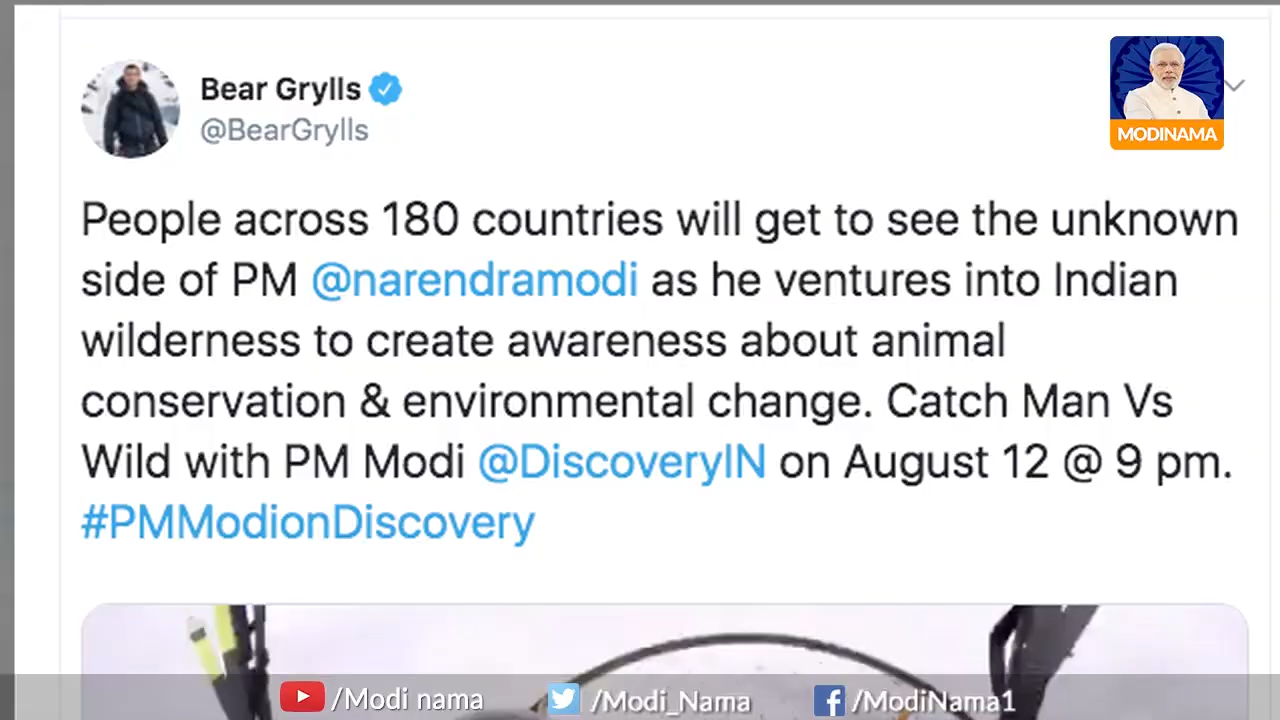 Bear Grylls
@BearGrylls
MODINAMA
People across 180 countries will get to see the unknown
side of PM @narendramodi as he ventures into Indian
wilderness to create awareness about animal
conservation & environmental change. Catch Man Vs
Wild with PM Modi @DiscoveryIN on August 12 @ 9 pm.
#PMModionDiscovery
/Modi nama /Modi_Nama /ModiNama1